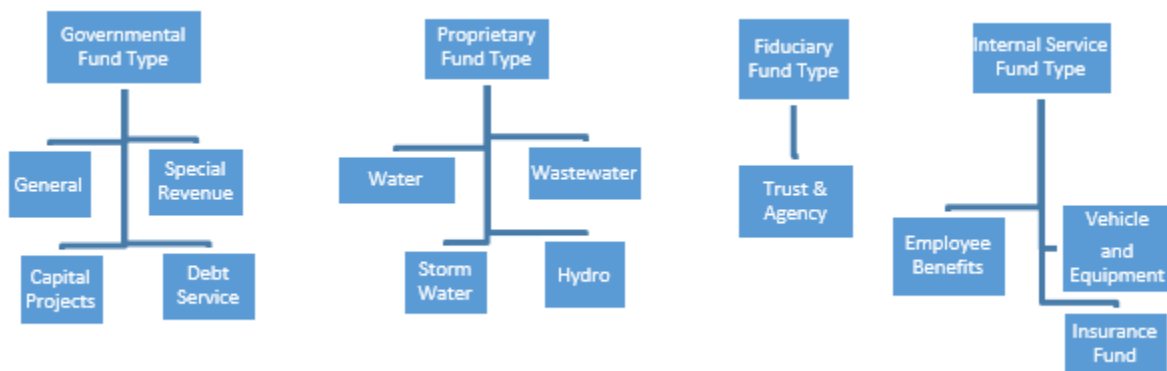 Governmental
Fund Type
General
Special
Revenue
Capital
Projects
Debt
Service
Proprietary
Fund Type
Water
Wastewater
Storm
Water
Hydro
Fiduciary
Fund Type
Trust &
Agency
Internal Service
Fund Type
Employee
Benefits
Vehicle
and
Equipment
Insurance
Fund